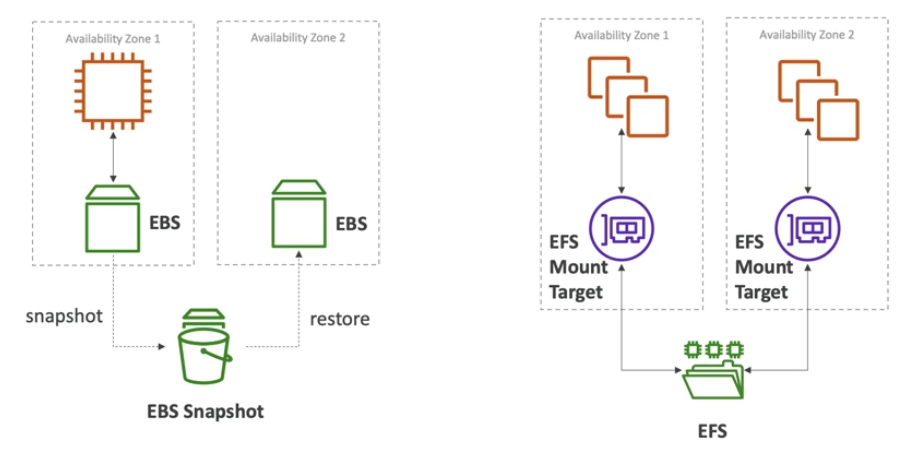 Availability Zone 1
Availability Zone 2
EBS
EBS
snapshot
restore
EBS Snapshot
Availability Zone 1
Availability Zone 2
EFS
Mount
Target
EFS
Mount
Target
EFS